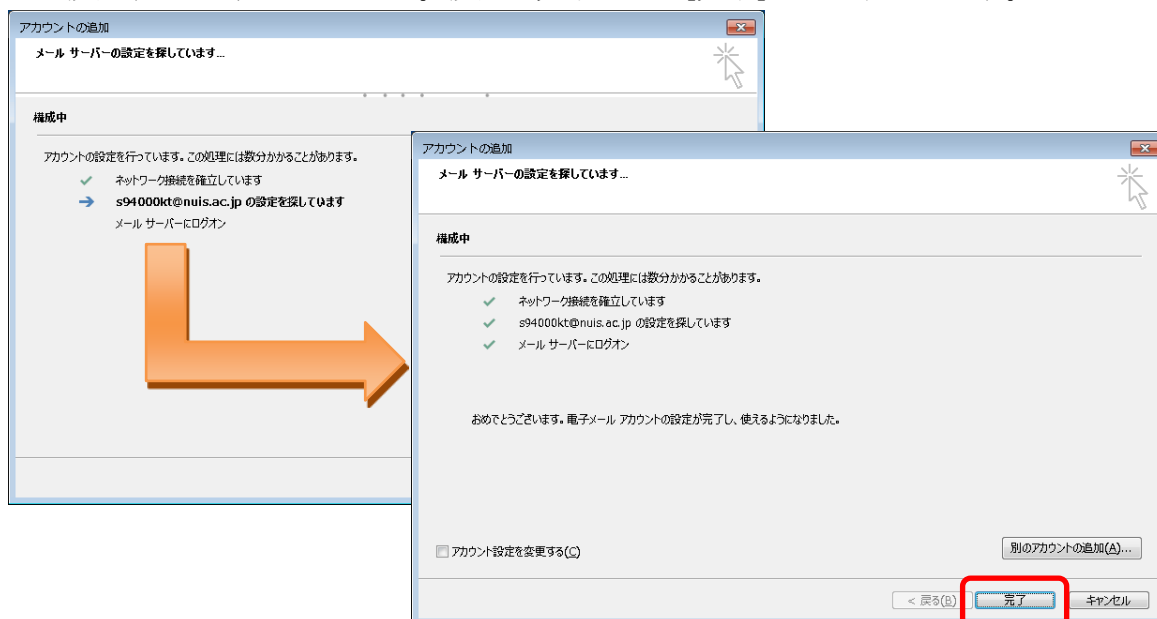 アカウントの追加
メール サーバーの設定を探しています...
構成中
アカウントの設定を行っています。この処理には数分かかることがあります。
ネットワーク接続を確立しています
s94000kt@nuis.ac.jp の設定を探しています
メール サーバーにログオン
アカウントの追加
メール サーバーの設定を探しています...
構成中
アカウントの設定を行っています。この処理には数分かかることがあります。
ネットワーク接続を確立しています
s94000kt@nuis.ac.jp の設定を探しています
メール サーバーにログオン
おめでとうございます。電子メール アカウントの設定が完了し、使えるようになりました。
アカウント設定を変更する(C)
別のアカウントの追加(A)...
< 戻る(B)
完了
キャンセル